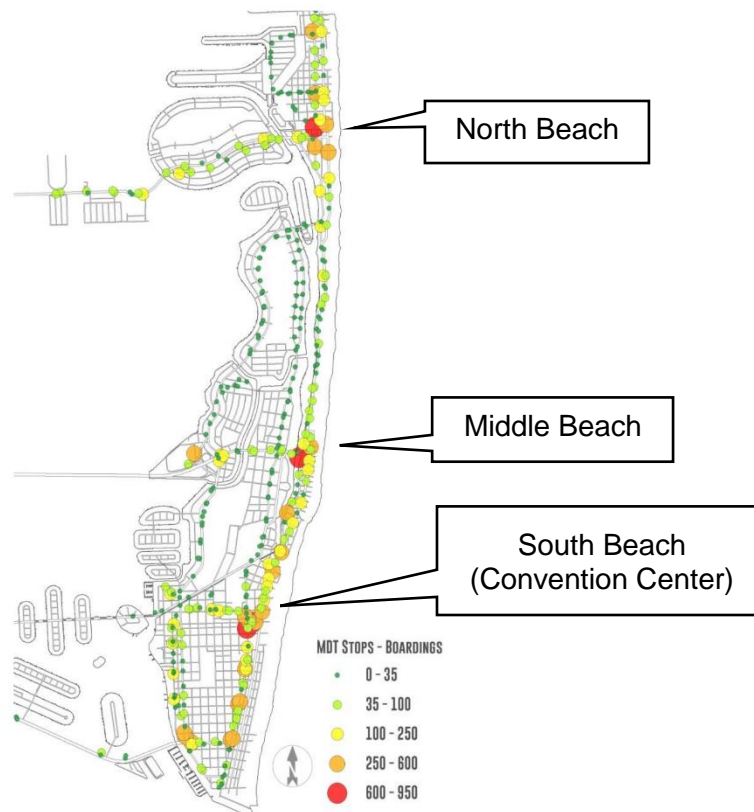 North Beach
Middle Beach
South Beach
(Convention Center)
MDT STOPS - BOARDINGS
0 - 35
35 - 100
100 - 250
250 - 600
600 - 950
N